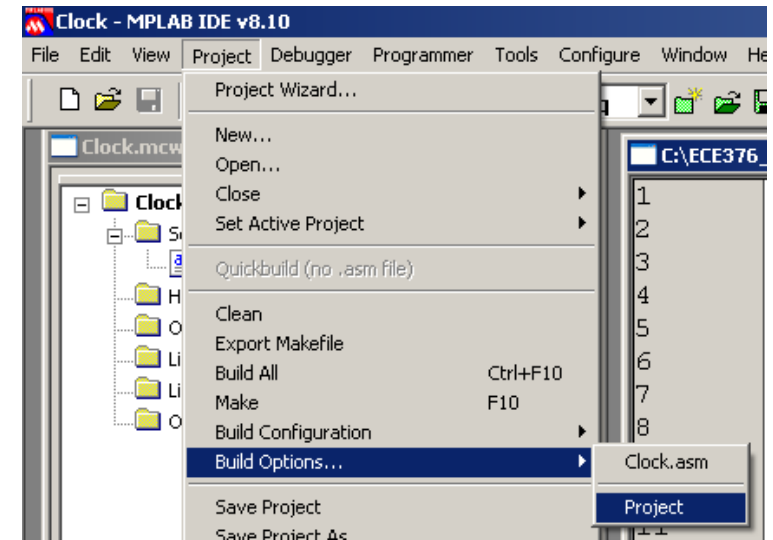 Clock - MPLAB IDE v8.10
File Edit View Project Debugger Programmer Tools Configure Window
Project Wizard...
Clock.mcw
New...
C:\ECE376_
Open...
Close
Set Active Project
Quickbuild (no .asm file)
Clean
Export Makefile
Build All Ctrl+F10
Make F10
Build Configuration
Build Options...
Clock.asm
Project
Save Project
Save Project As
1
2
3
4
5
6
7
8
11